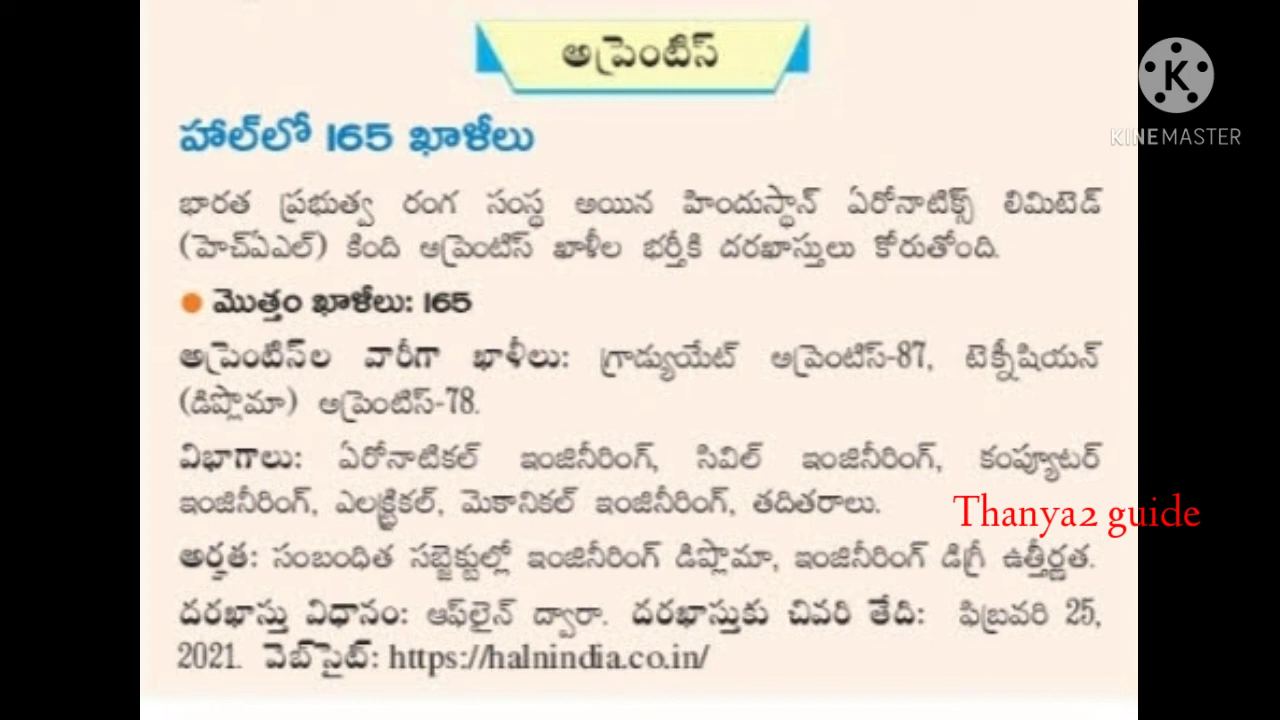 అప్రెంటీస్
హాల్‌లో 165 ఖాళీలు
K
KINEMASTER
భారత ప్రభుత్వ రంగ సంస్థ అయిన హిందుస్థాన్ ఏరోనాటిక్స్ లిమిటెడ్
(హెచ్ఏఎల్) కింది అప్రెంటిస్ ఖాళీల భర్తీకి దరఖాస్తులు కోరుతోంది.
● మొత్తం ఖాళీలు: 165
అప్రెంటిస్‌ల వారీగా ఖాళీలు: గ్రాడ్యుయేట్ అప్రెంటిస్-87, టెక్నీషియన్
(డిప్లొమా) అప్రెంటిస్-78.
విభాగాలు: ఏరోనాటికల్ ఇంజినీరింగ్, సివిల్ ఇంజినీరింగ్, కంప్యూటర్
ఇంజినీరింగ్, ఎలక్ట్రికల్, మెకానికల్ ఇంజినీరింగ్, తదితరాలు.
Thanya2 guide
అర్హత: సంబంధిత సబ్జెక్టుల్లో ఇంజినీరింగ్ డిప్లొమా, ఇంజినీరింగ్ డిగ్రీ ఉత్తీర్ణత.
దరఖాస్తు విధానం: ఆఫ్‌లైన్ ద్వారా. దరఖాస్తుకు చివరి తేది: ఫిబ్రవరి 25,
2021. వెబ్‌సైట్: https://halnindia.co.in/